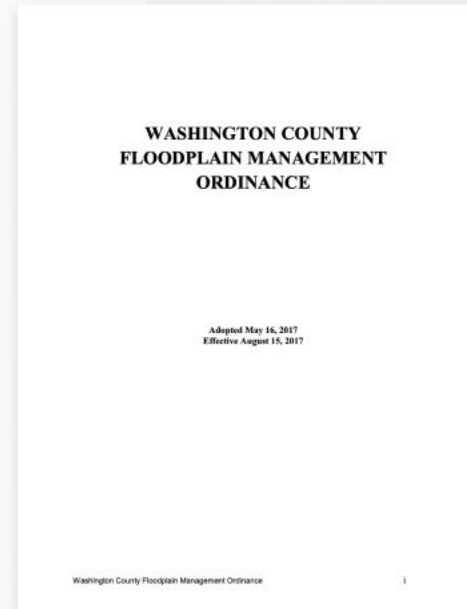 WASHINGTON COUNTY
FLOODPLAIN MANAGEMENT
ORDINANCE
Adopted May 16, 2017
Effective August 15, 2017
Washington County Floodplain Management Ordinance i